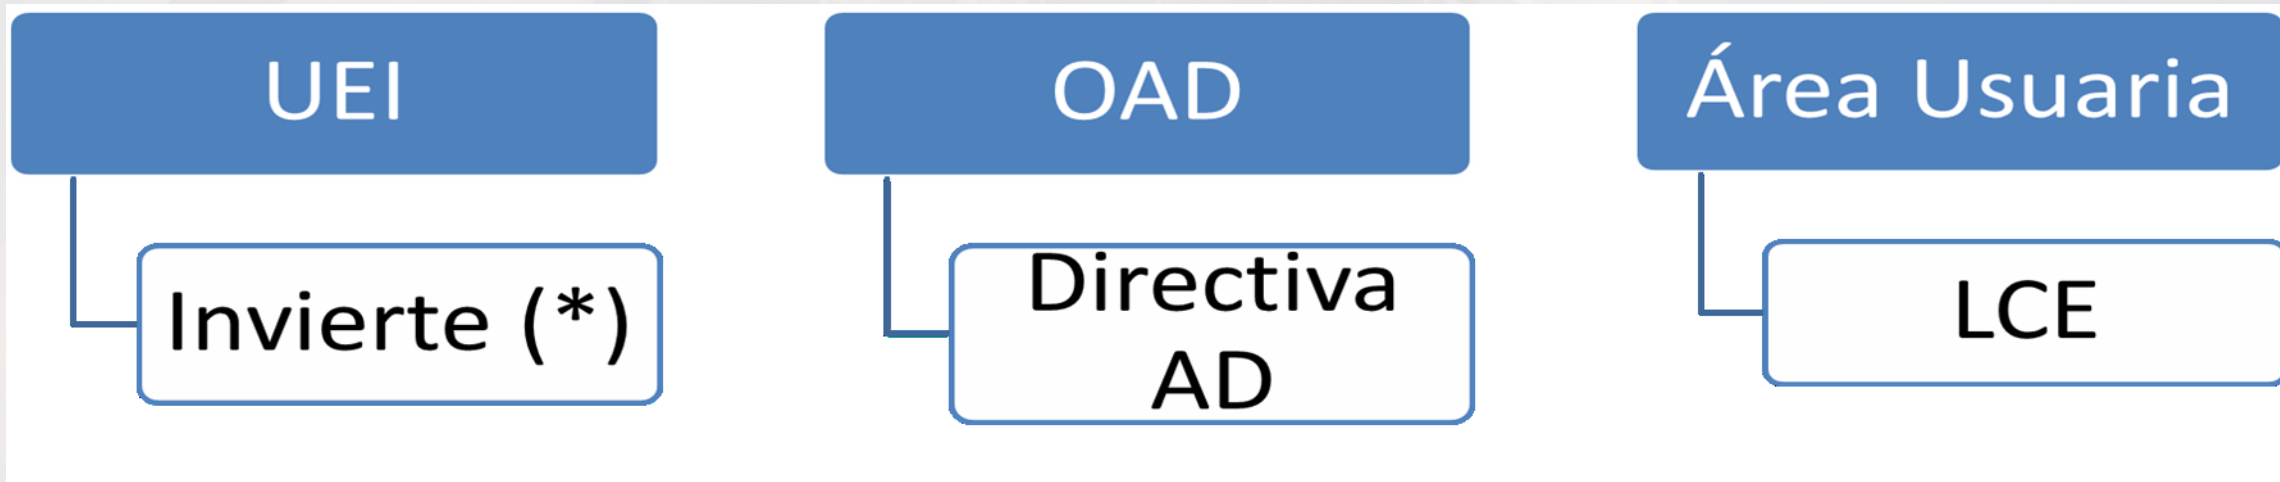 UEI
OAD
Área Usuaria
Invierte (*)
Directiva
AD
LCE